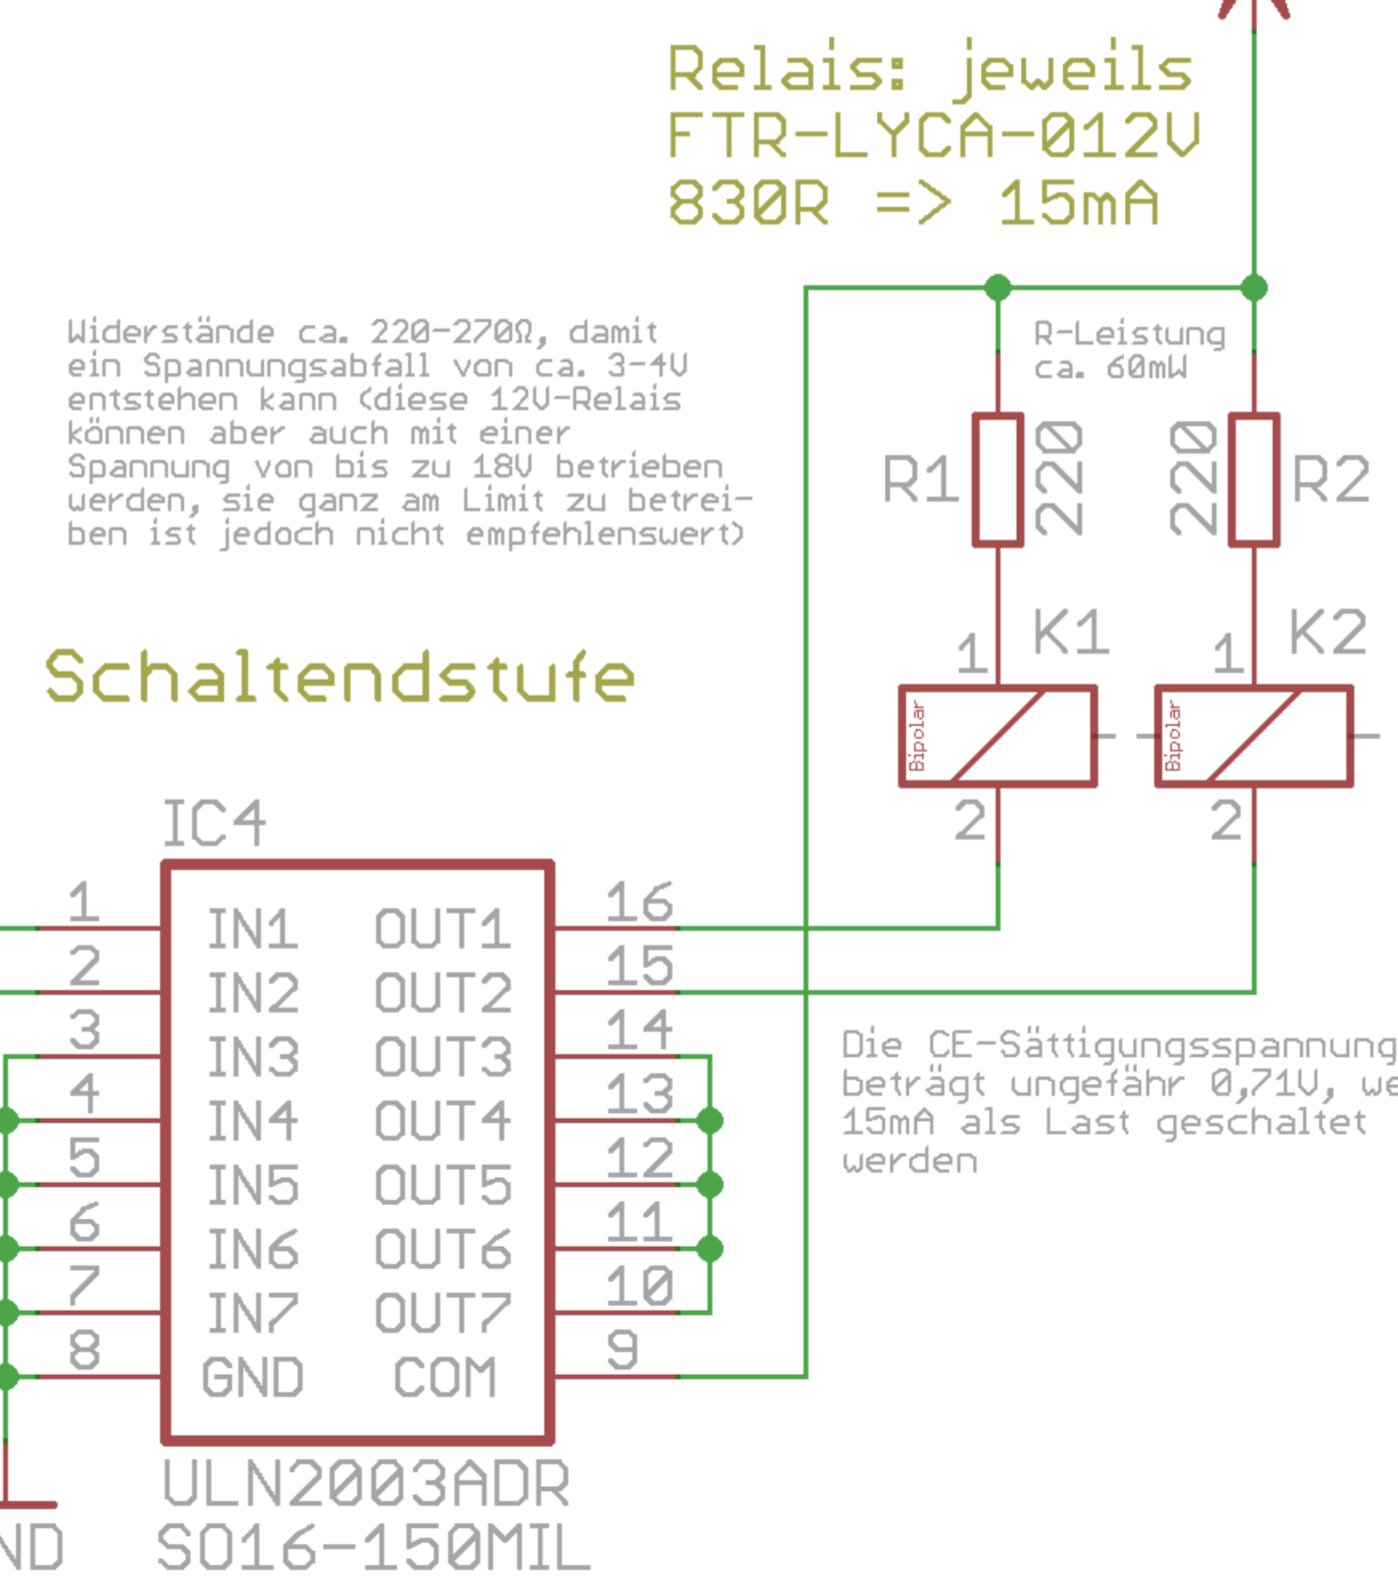 Relais: jeweils
FTR-LYCA-012V
830R => 15mA
Widerstände ca. 220-270Ω, damit
ein Spannungsabfall von ca. 3-4V
entstehen kann (diese 12V-Relais
können aber auch mit einer
Spannung von bis zu 18V betrieben
werden, sie ganz am Limit zu betrei-
ben ist jedoch nicht empfehlenswert)
R-Leistung
ca. 60mW
R1
220
220
R2
Schaltendstufe
1
K1
1
K2
Bipolar
Bipolar
2
2
IC4
1
IN1
OUT1
16
2
IN2
OUT2
15
3
IN3
OUT3
14
4
IN4
OUT4
13
5
IN5
OUT5
12
6
IN6
OUT6
11
7
IN7
OUT7
10
8
GND
COM
9
Die CE-Sättigungsspannung
beträgt ungefähr 0,71V, we
15mA als Last geschaltet
werden
ULN2003ADR
SO16-150MIL
ND